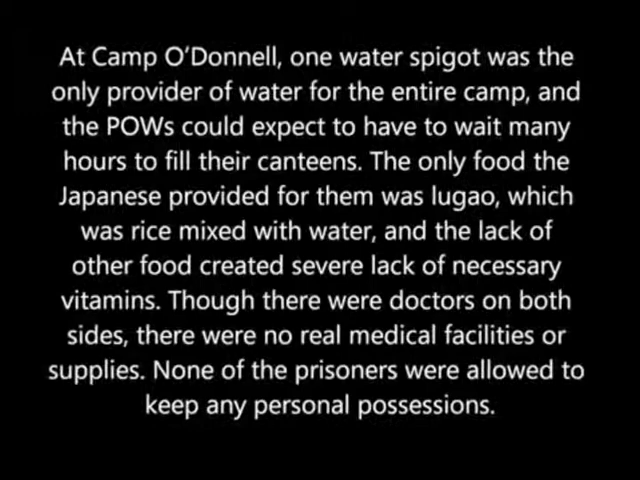 At Camp O’Donnell, one water spigot was the
only provider of water for the entire camp, and
the POWs could expect to have to wait many
hours to fill their canteens. The only food the
Japanese provided for them was lugao, which
was rice mixed with water, and the lack of
other food created severe lack of necessary
vitamins. Though there were doctors on both
sides, there were no real medical facilities or
supplies. None of the prisoners were allowed to
keep any personal possessions.